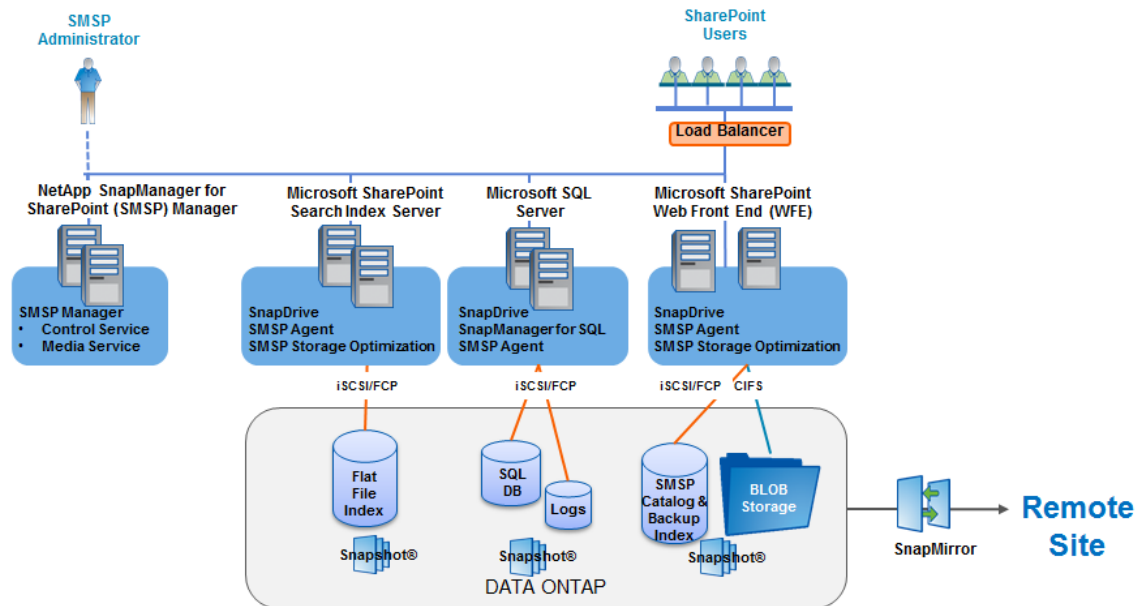 SMSP
Administrator
SharePoint
Users
Load Balancer
NetApp SnapManager for
SharePoint (SMSP) Manager
Microsoft SharePoint
Search Index Server
Microsoft SQL
Server
Microsoft SharePoint
Web Front End (WFE)
SMSP Manager
• Control Service
• Media Service
SnapDrive
SMSP Agent
SMSP Storage Optimization
SnapDrive
SnapManager for SQL
SMSP Agent
SnapDrive
SMSP Agent
SMSP Storage Optimization
iSCSI/FCP
iSCSI/FCP
iSCSI/FCP
CIFS
Flat
File
Index
SQL
DB
Logs
SMSP
Catalog &
Backup
Index
BLOB
Storage
Snapshot®
Snapshot®
Snapshot®
DATA ONTAP
SnapMirror
Remote
Site